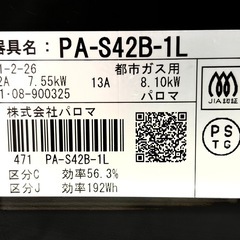 器具名: PA-S42B-1L
-2-26 都市ガス用
2A 7.55kW 13A 8.10kW
1・08-900325 パロマ
JIA認証
株式会社パロマ
PS
TG
471 PA-S42B-1L
区分C 効率56.3%
区分J 効率192Wh